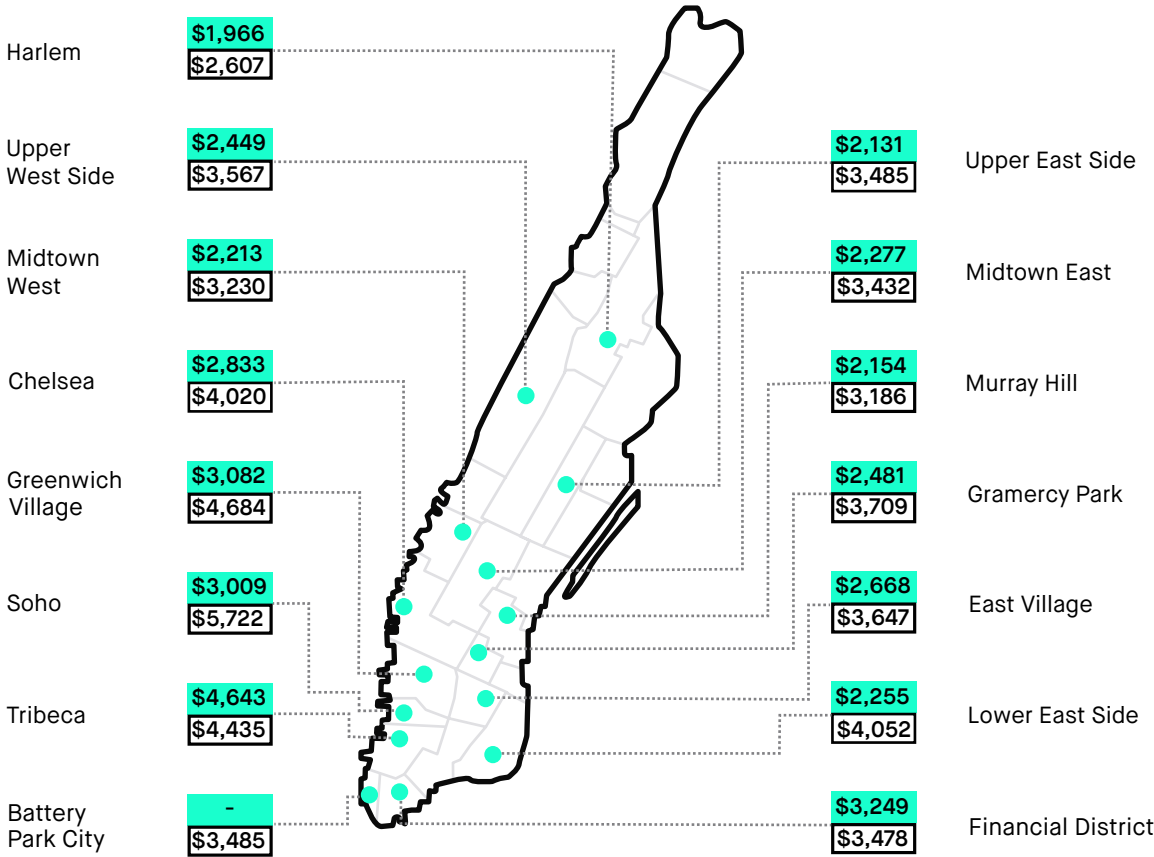 Harlem
$1,966
$2,607
Upper
West Side
$2,449
$3,567
Midtown
West
$2,213
$3,230
Chelsea
$2,833
$4,020
Greenwich
Village
$3,082
$4,684
Soho
$3,009
$5,722
Tribeca
$4,643
$4,435
Battery
Park City
-
$3,485
$2,131
$3,485
Upper East Side
$2,277
$3,432
Midtown East
$2,154
$3,186
Murray Hill
$2,481
$3,709
Gramercy Park
$2,668
$3,647
East Village
$2,255
$4,052
Lower East Side
$3,249
$3,478
Financial District